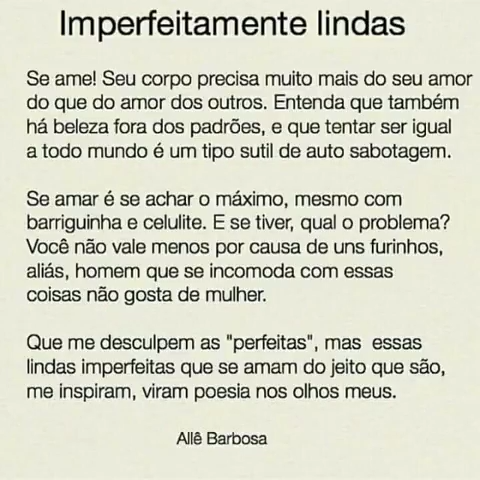 Imperfeitamente lindas
Se ame! Seu corpo precisa muito mais do seu amor
do que do amor dos outros. Entenda que também
há beleza fora dos padrões, e que tentar ser igual
a todo mundo é um tipo sutil de auto sabotagem.
Se amar é se achar o máximo, mesmo com
barriguinha e celulite. E se tiver, qual o problema?
Você não vale menos por causa de uns furinhos,
aliás, homem que se incomoda com essas
coisas não gosta de mulher.
Que me desculpem as "perfeitas", mas essas
lindas imperfeitas que se amam do jeito que são,
me inspiram, viram poesia nos olhos meus.
Allê Barbosa